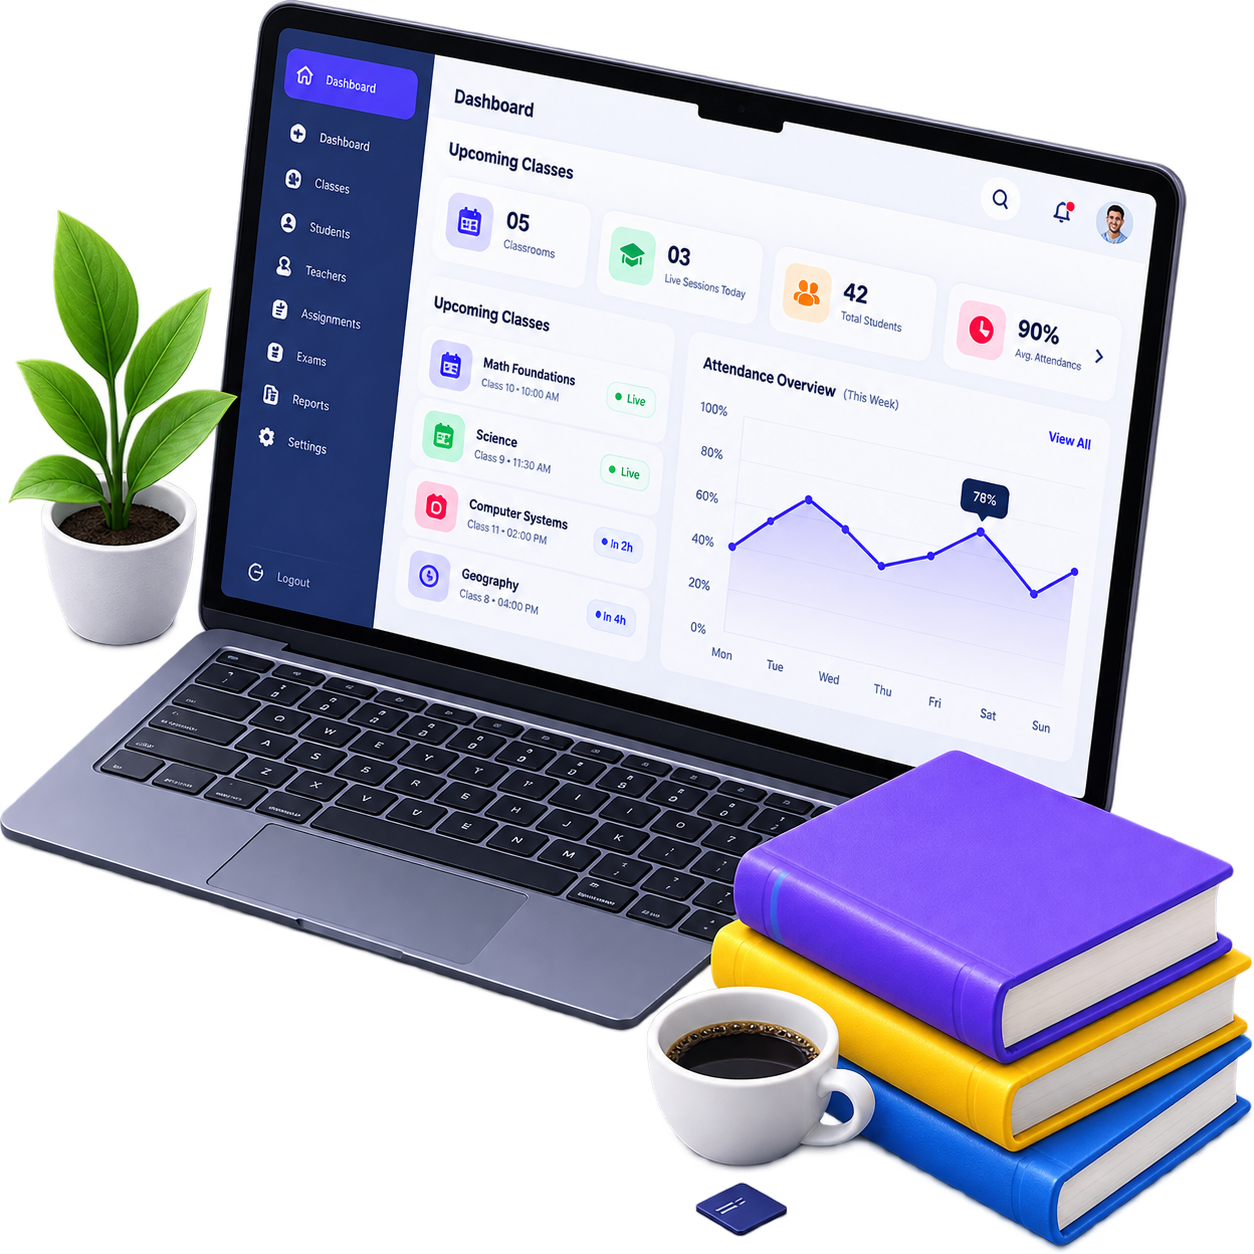 Dashboard
Dashboard
Classes
Students
Teachers
Assignments
Exams
Reports
Settings
Logout
Dashboard
Upcoming Classes
05
Classrooms
03
Live Sessions Today
42
Total Students
90%
Avg. Attendance
Upcoming Classes
Math Foundations
Class 10 • 10:00 AM
Live
Science
Class 9 • 11:30 AM
Live
Computer Systems
Class 11 • 02:00 PM
In 2h
Geography
Class 8 • 04:00 PM
In 4h
Attendance Overview (This Week)
View All
100%
80%
60%
40%
20%
0%
78%
Mon
Tue
Wed
Thu
Fri
Sat
Sun